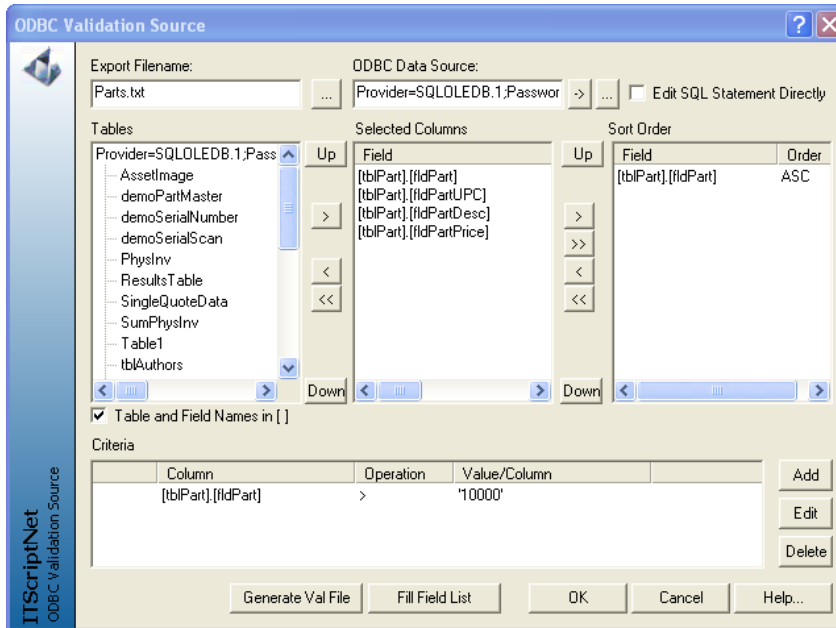 ODBC Validation Source
Export Filename:
ODBC Data Source:
Parts.txt
...
Provider=SQLOLEDB.1;Passwor
->
...
Edit SQL Statement Directly
Tables
Selected Columns
Sort Order
Provider=SQLOLEDB.1;Pass
AssetImage
demoPartMaster
demoSerialNumber
demoSerialScan
PhysInv
ResultsTable
SingleQuoteData
SumPhysInv
Table1
tblAuthors
Up
>
<
<<
Down
Field
[tblPart].[fldPart]
[tblPart].[fldPartUPC]
[tblPart].[fldPartDesc]
[tblPart].[fldPartPrice]
Up
>
>>
<
<<
Down
Field Order
[tblPart].[fldPart] ASC
Table and Field Names in [ ]
Criteria
Column Operation Value/Column
[tblPart].[fldPart] > '10000'
Add
Edit
Delete
Generate Val File
Fill Field List
OK
Cancel
Help...
ITScriptNet
ODBC Validation Source